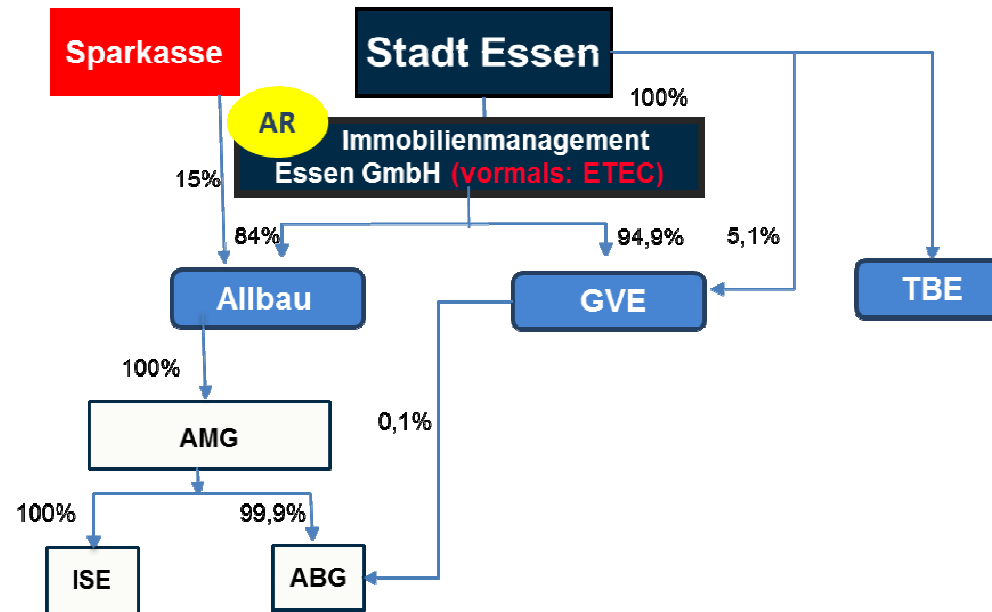 Sparkasse
Stadt Essen
100%
AR
Immobilienmanagement
Essen GmbH (vormals: ETEC)
15%
84%
94,9%
5,1%
Allbau
GVE
TBE
100%
0,1%
AMG
100%
99,9%
ISE
ABG